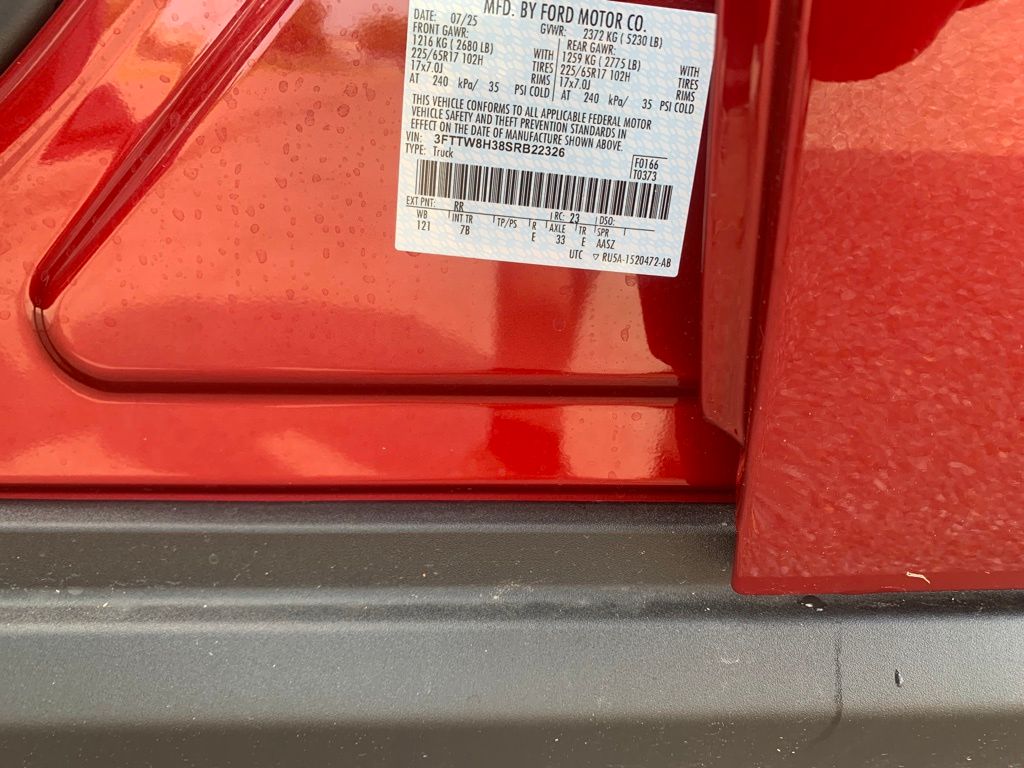 MFD. BY FORD MOTOR CO.
DATE: 07/25 GVWR: 2372 KG ( 5230 LB)
FRONT GAWR: REAR GAWR:
1216 KG ( 2680 LB) WITH 1259 KG ( 2775 LB) WITH
225/65R17 102H TIRES 225/65R17 102H TIRES
17x7.0J RIMS 17x7.0J RIMS
AT 240 kPa/ 35 PSI COLD AT 240 kPa/ 35 PSI COLD
THIS VEHICLE CONFORMS TO ALL APPLICABLE FEDERAL MOTOR
VEHICLE SAFETY AND THEFT PREVENTION STANDARDS IN
EFFECT ON THE DATE OF MANUFACTURE SHOWN ABOVE.
VIN: 3FTTW8H38SRB22326
TYPE: Truck
F0166
T0373
EXT PNT: RR RC: 23 DSO:
WB INT TR TP/PS R AXLE TR SPR
121 7B E 33 E AASZ
UTC ▽ RU5A-1520472-AB